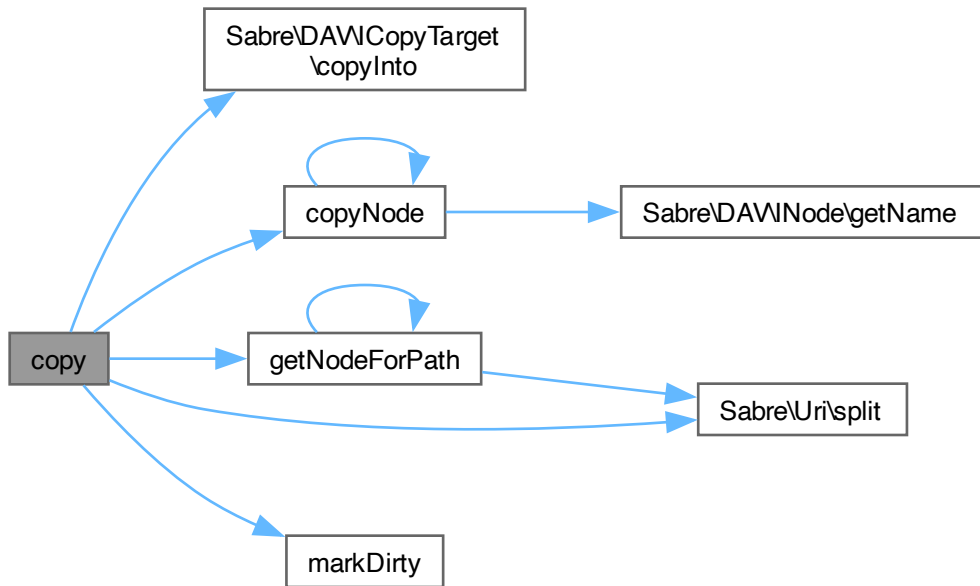 Sabre\DAV\ICopyTarget
\copyInto
copyNode
Sabre\DAV\INode\getName
copy
getNodeForPath
Sabre\Uri\split
markDirty